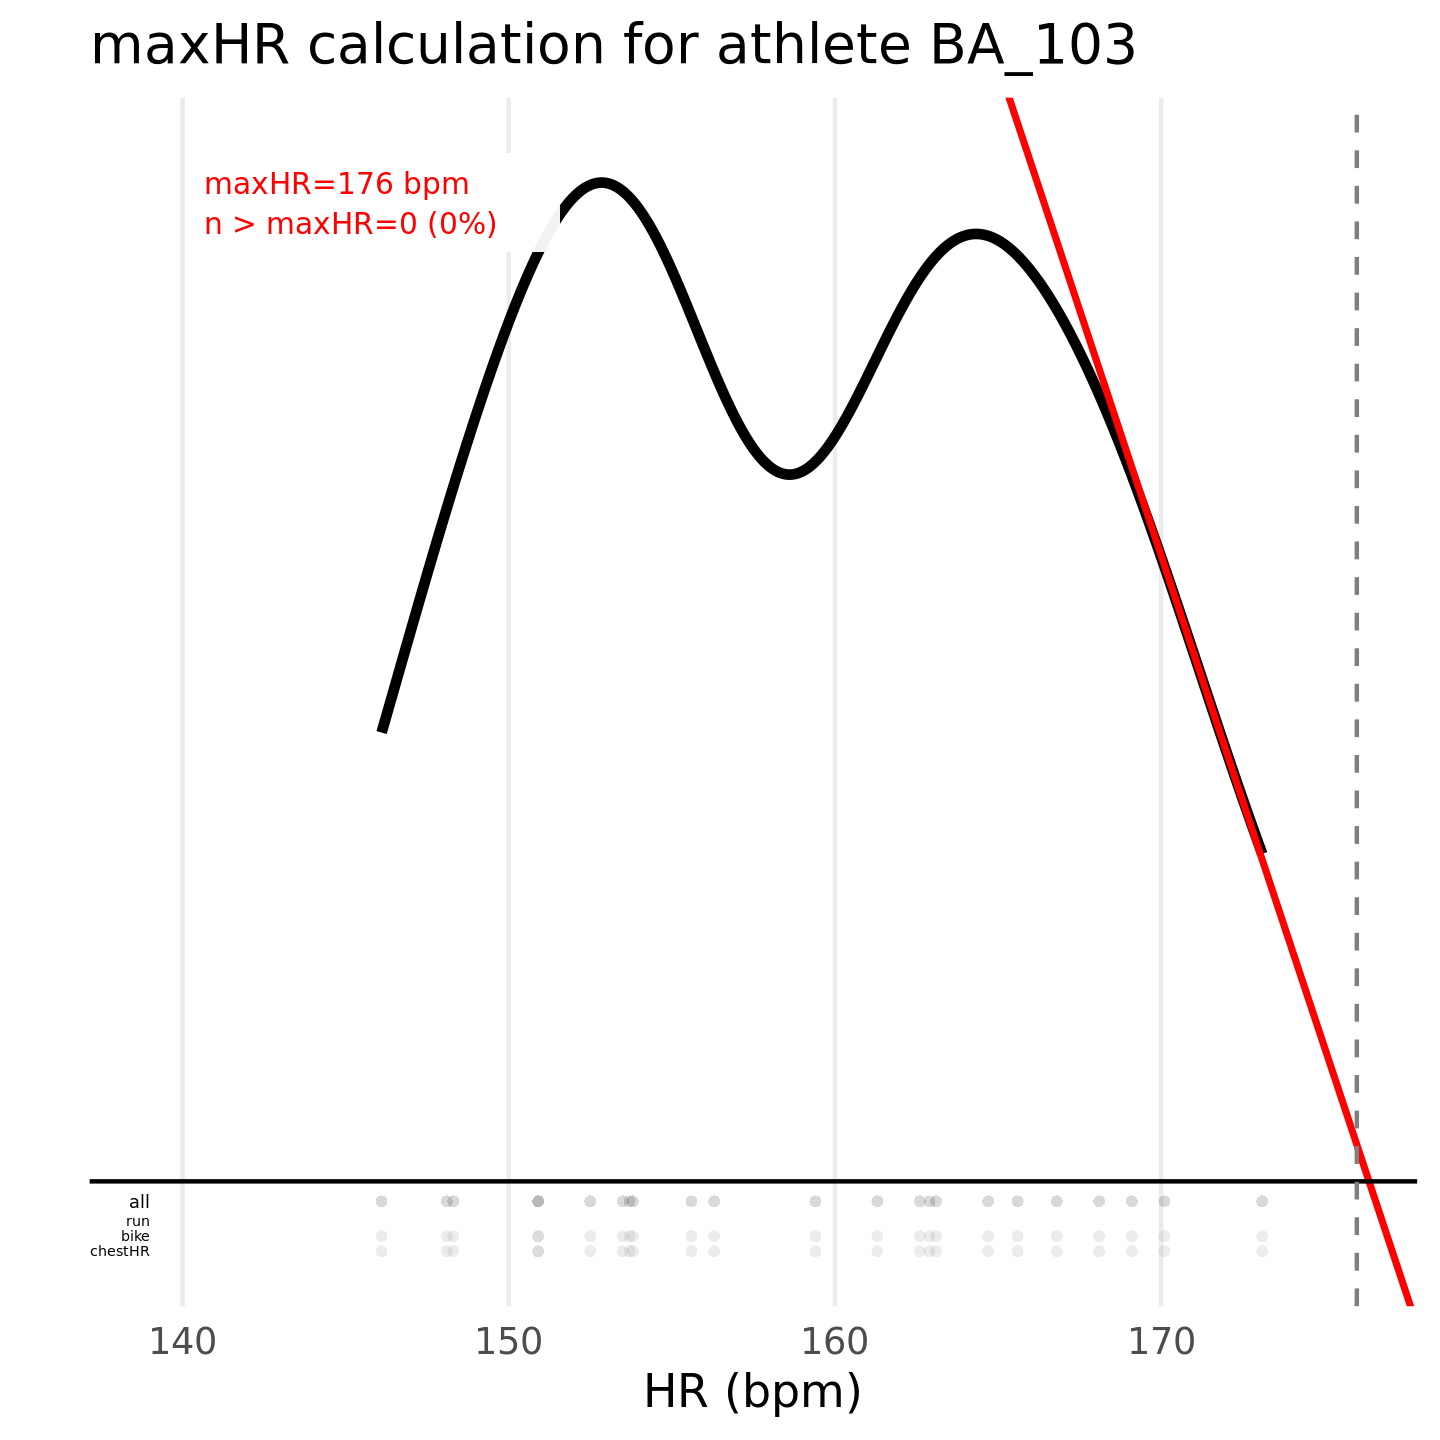 maxHR calculation for athlete BA_103
maxHR=176 bpm
n > maxHR=0 (0%)
all
run
bike
chestHR
140 150 160 170
HR (bpm)